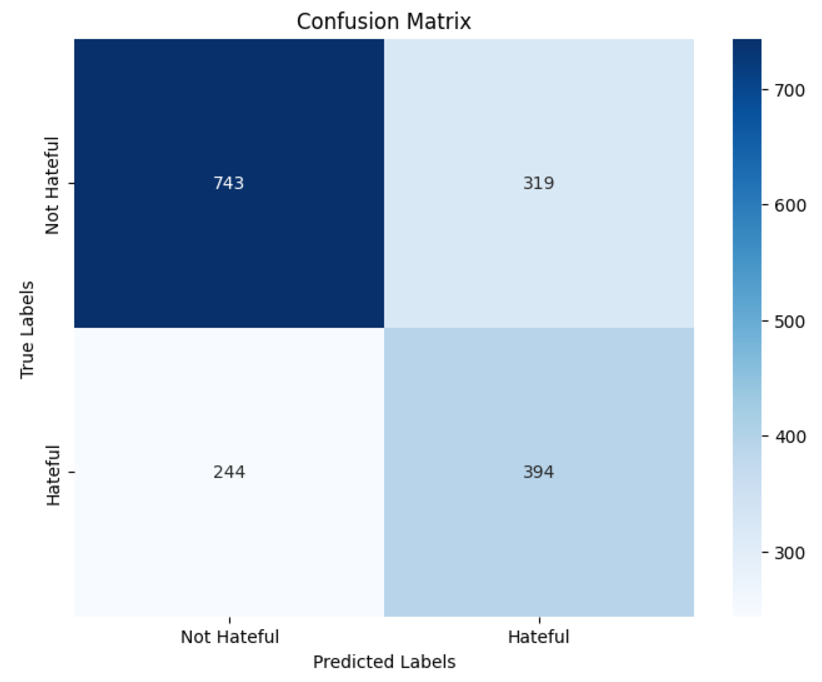 Confusion Matrix
Not Hateful
Hateful
True Labels
743
319
244
394
Not Hateful
Hateful
Predicted Labels
700
600
500
400
300